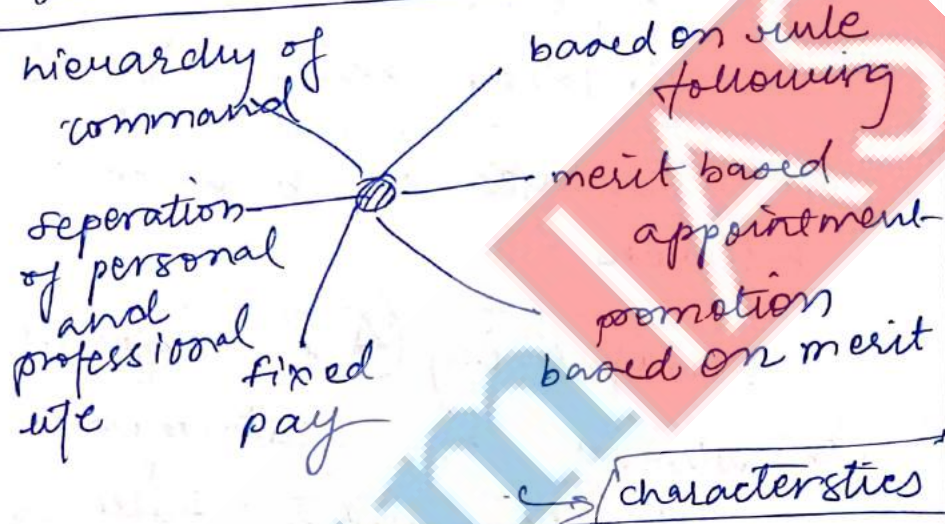 hierarchy of
command
based on rule
following
seperation
of personal
and
professional
life
merit based
appointment
promotion
based on merit
fixed
pay
characterstics
mIAS